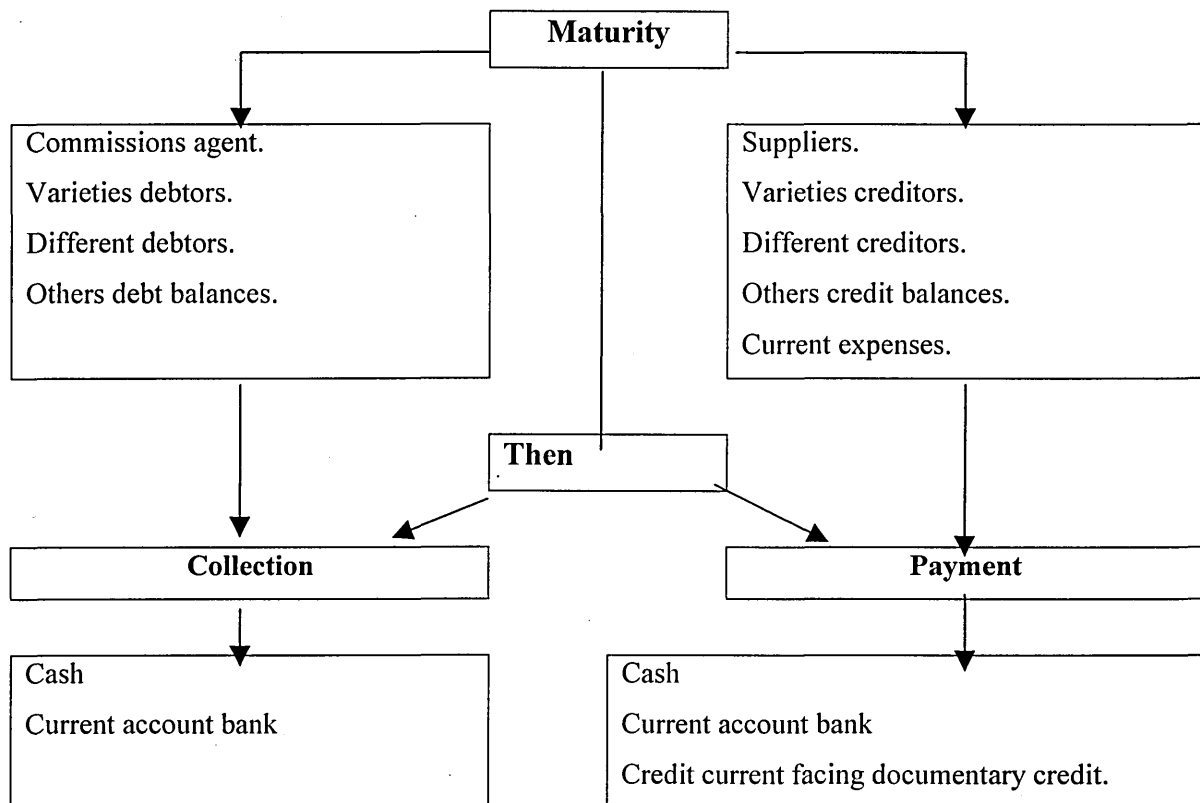 Maturity
Commissions agent.
Varieties debtors.
Different debtors.
Others debt balances.
Suppliers.
Varieties creditors.
Different creditors.
Others credit balances.
Current expenses.
Then
Collection
Payment
Cash
Current account bank
Cash
Current account bank
Credit current facing documentary credit.